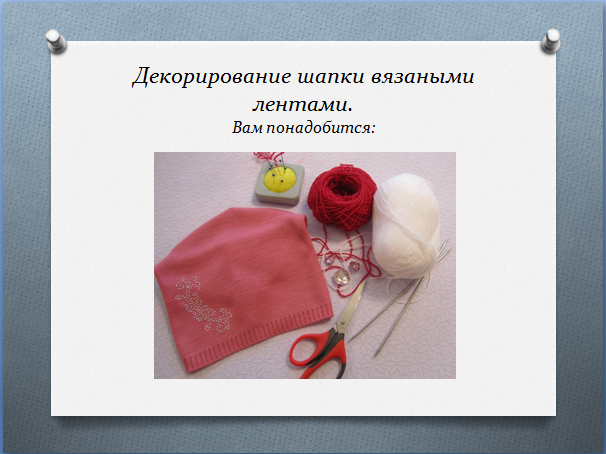 Декорирование шапки вязаными
лентами.
Вам понадобится: